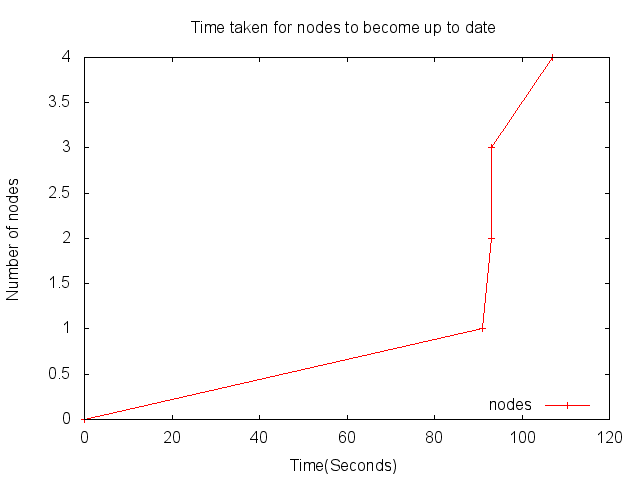 Time taken for nodes to become up to date
4
3.5
3
2.5
2
1.5
1
0.5
0
Number of nodes
nodes
0 20 40 60 80 100 120
Time(Seconds)